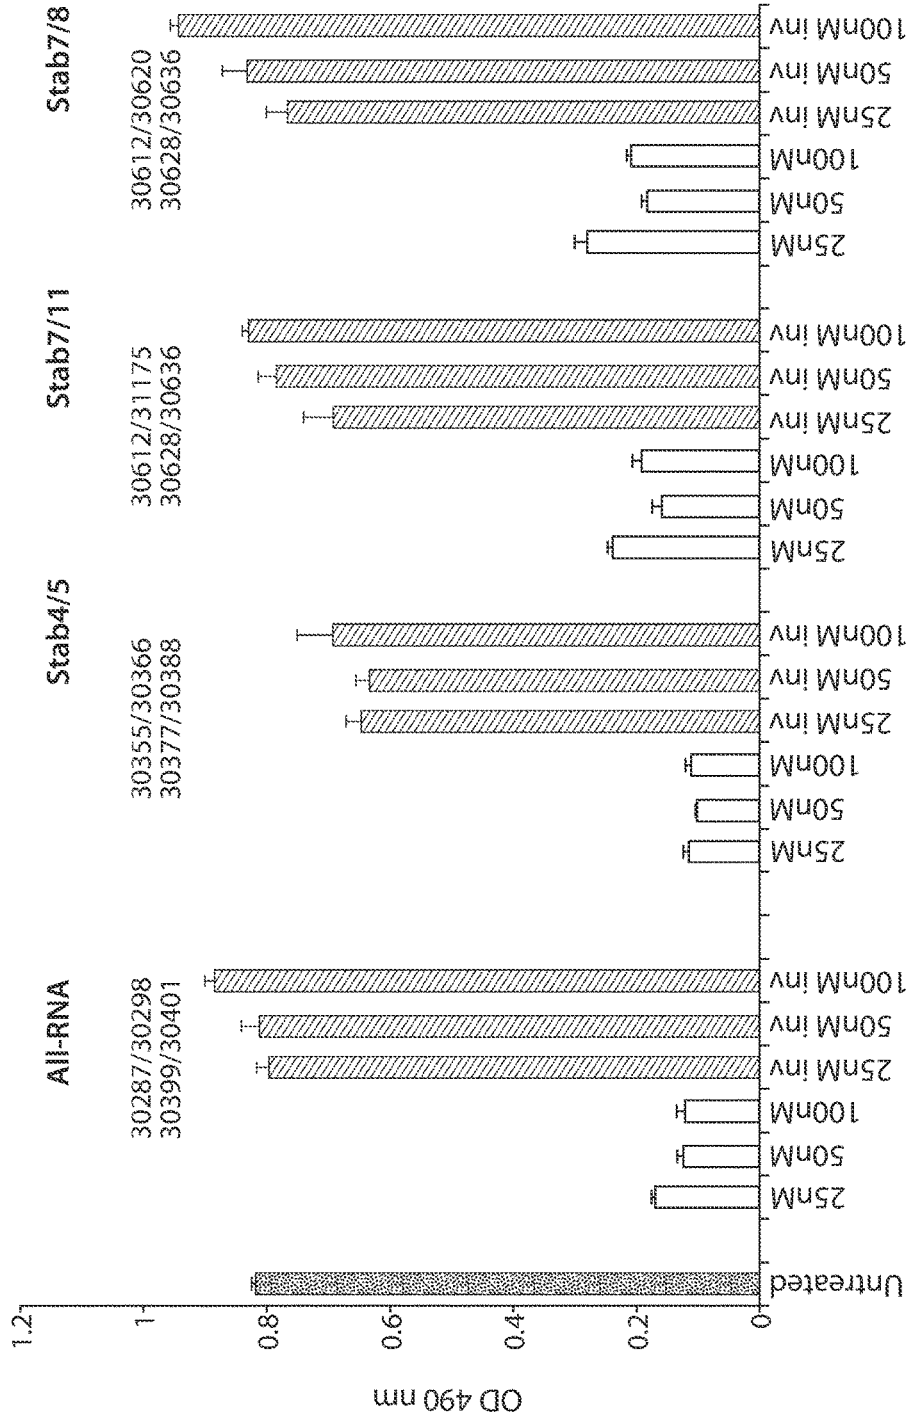 All-RNA
Stab4/5
Stab7/11
Stab7/8
30287/30298
30399/30401
30355/30366
30377/30388
30612/31175
30628/30636
30612/30620
30628/30636
OD 490 nm
1.2
1
0.8
0.6
0.4
0.2
0
Untreated
25nM
50nM
100nM
25nM inv
50nM inv
100nM inv
25nM
50nM
100nM
25nM inv
50nM inv
100nM inv
25nM
50nM
100nM
25nM inv
50nM inv
100nM inv
25nM
50nM
100nM
25nM inv
50nM inv
100nM inv